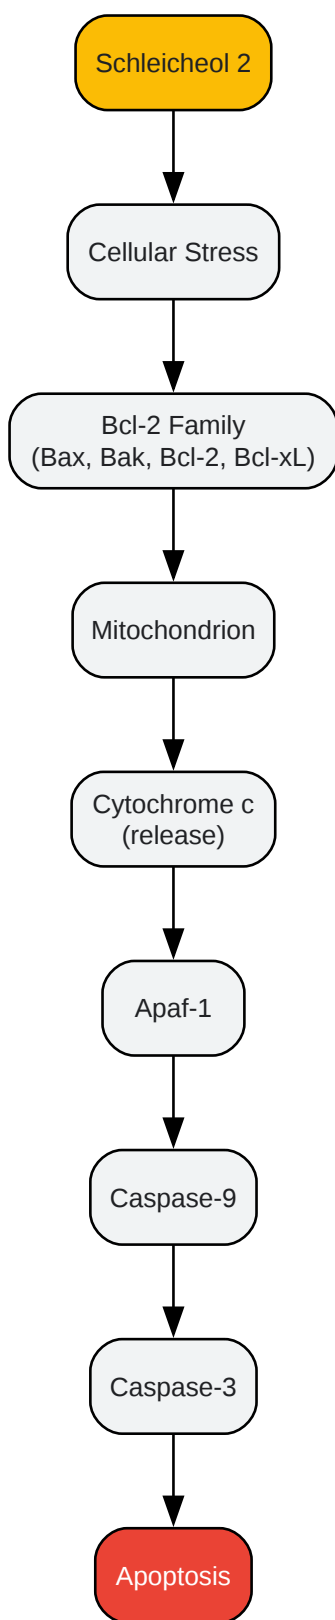 Schleicheol 2
Cellular Stress
Bcl-2 Family
(Bax, Bak, Bcl-2, Bcl-xL)
Mitochondrion
Cytochrome c
(release)
Apaf-1
Caspase-9
Caspase-3
Apoptosis